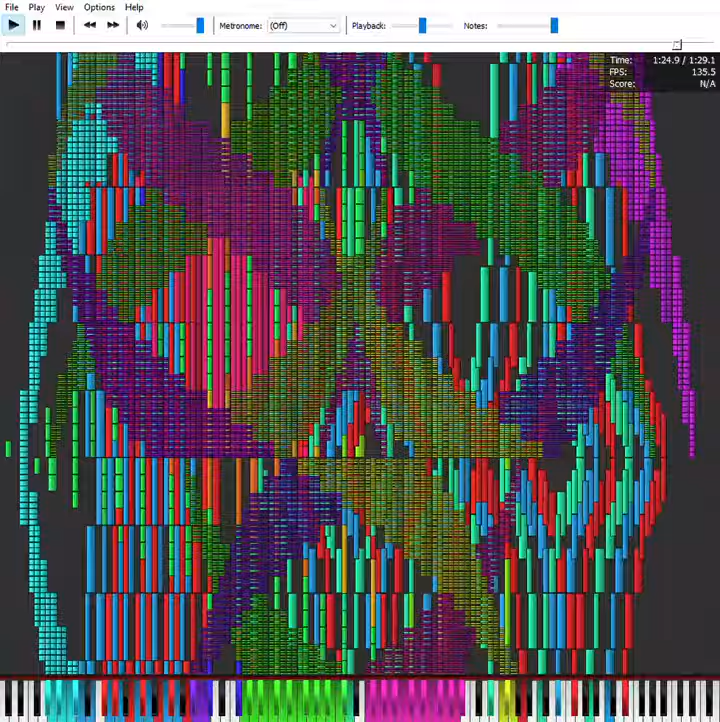 File Play View Options Help
Metronome: (Off) Playback: Notes:
Time: 1:24.9 / 1:29.1
FPS: 135.5
Score: N/A